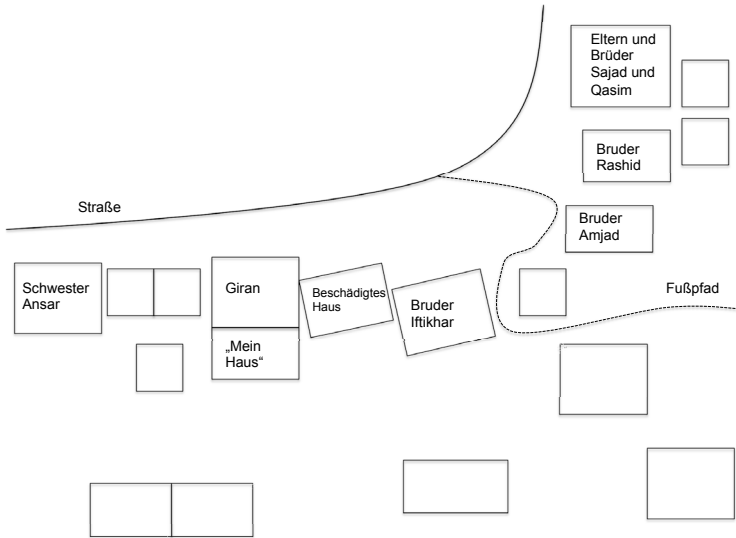 Eltern und
Brüder
Sajad und
Qasim
Bruder
Rashid
Straße
Bruder
Amjad
Schwester
Ansar
Giran
Beschädigtes
Haus
Bruder
Iftikhar
Fußpfad
„Mein
Haus“